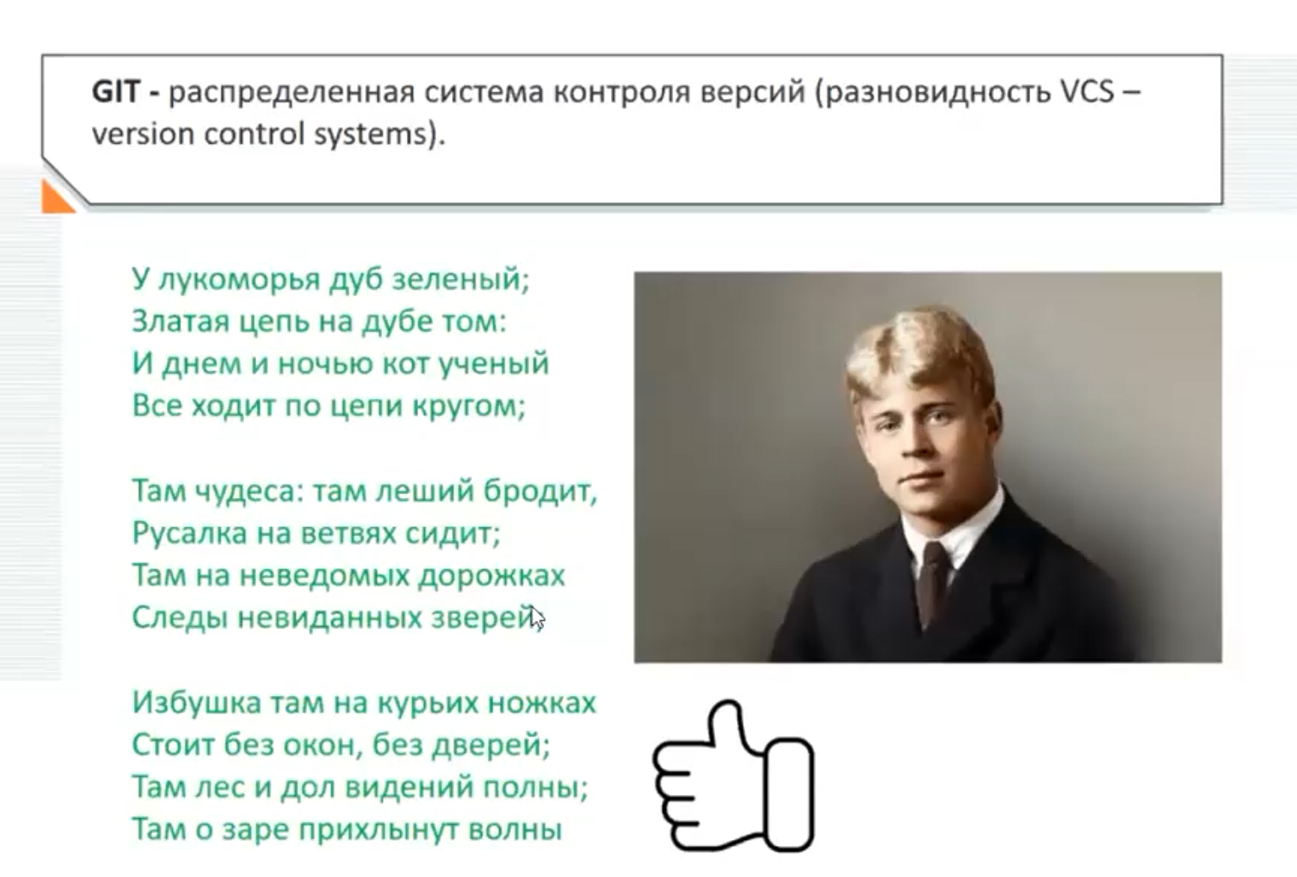 GIT - распределенная система контроля версий (разновидность VCS –
version control systems).
У лукоморья дуб зеленый;
Златая цепь на дубе том:
И днем и ночью кот ученый
Все ходит по цепи кругом;
Там чудеса: там леший бродит,
Русалка на ветвях сидит;
Там на неведомых дорожках
Следы невиданных зверей;
Избушка там на курьих ножках
Стоит без окон, без дверей;
Там лес и дол видений полны;
Там о заре прихлынут волны